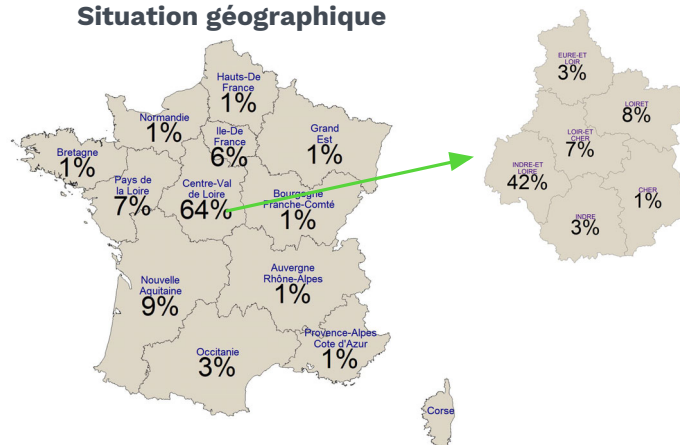 Situation géographique
Hauts-De
France
1%
Normandie
1%
Ile-De
France
6%
Grand
Est
1%
Bretagne
1%
Pays de
la Loire
7%
Centre-Val
de Loire
64%
Bourgogne
Franche-Comté
1%
Nouvelle
Aquitaine
9%
Auvergne
Rhône-Alpes
1%
Occitanie
3%
Provence-Alpes
Cote d'Azur
1%
Corse
EURE-ET
LOIR
3%
LOIRET
8%
LOIR-ET
CHER
7%
INDRE-ET
LOIRE
42%
CHER
1%
INDRE
3%